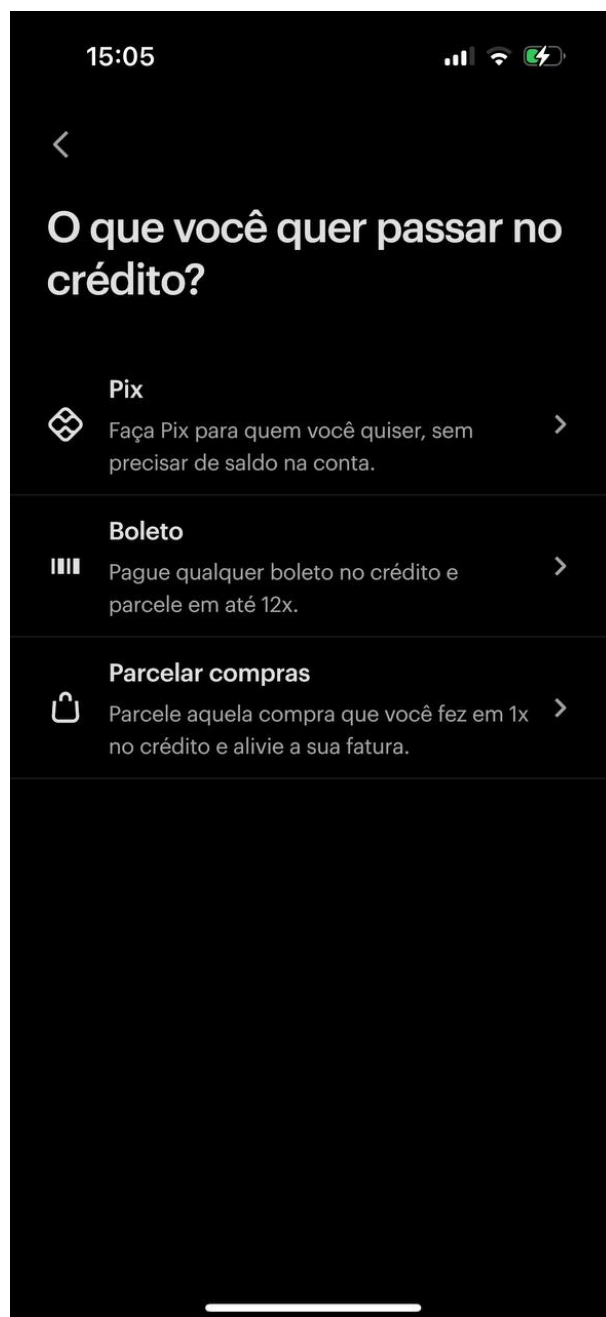 15:05
O que você quer passar no
crédito?
Pix
Faça Pix para quem você quiser, sem
precisar de saldo na conta.
Boleto
Pague qualquer boleto no crédito e
parcele em até 12x.
Parcelar compras
Parcele aquela compra que você fez em 1x
no crédito e alivie a sua fatura.